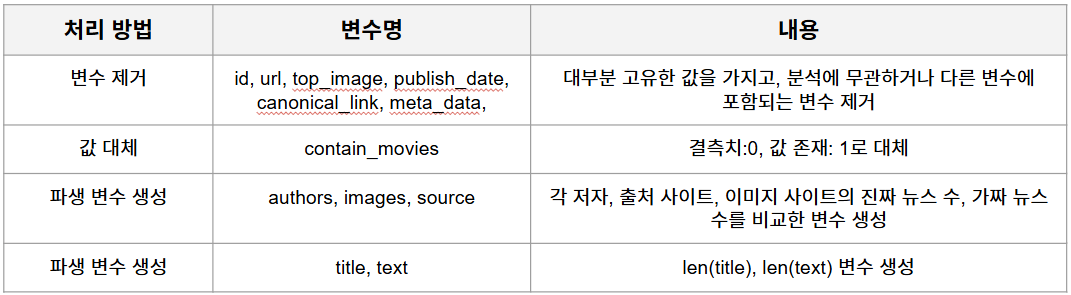 처리 방법 변수명 내용
변수 제거 id, url, top_image, publish_date, canonical_link, meta_data, 대부분 고유한 값을 가지고, 분석에 무관하거나 다른 변수에 포함되는 변수 제거
값 대체 contain_movies 결측치:0, 값 존재: 1로 대체
파생 변수 생성 authors, images, source 각 저자, 출처 사이트, 이미지 사이트의 진짜 뉴스 수, 가짜 뉴스 수를 비교한 변수 생성
파생 변수 생성 title, text len(title), len(text) 변수 생성